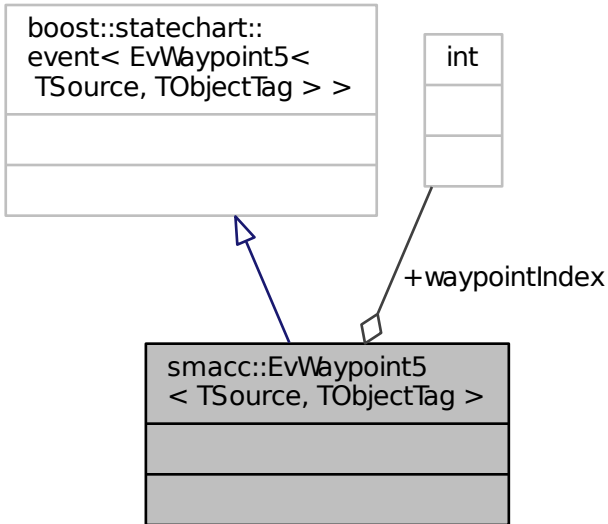 boost::statechart::
event< EvWaypoint5<
TSource, TObjectTag > >
int
+waypointIndex
smacc::EvWaypoint5
< TSource, TObjectTag >